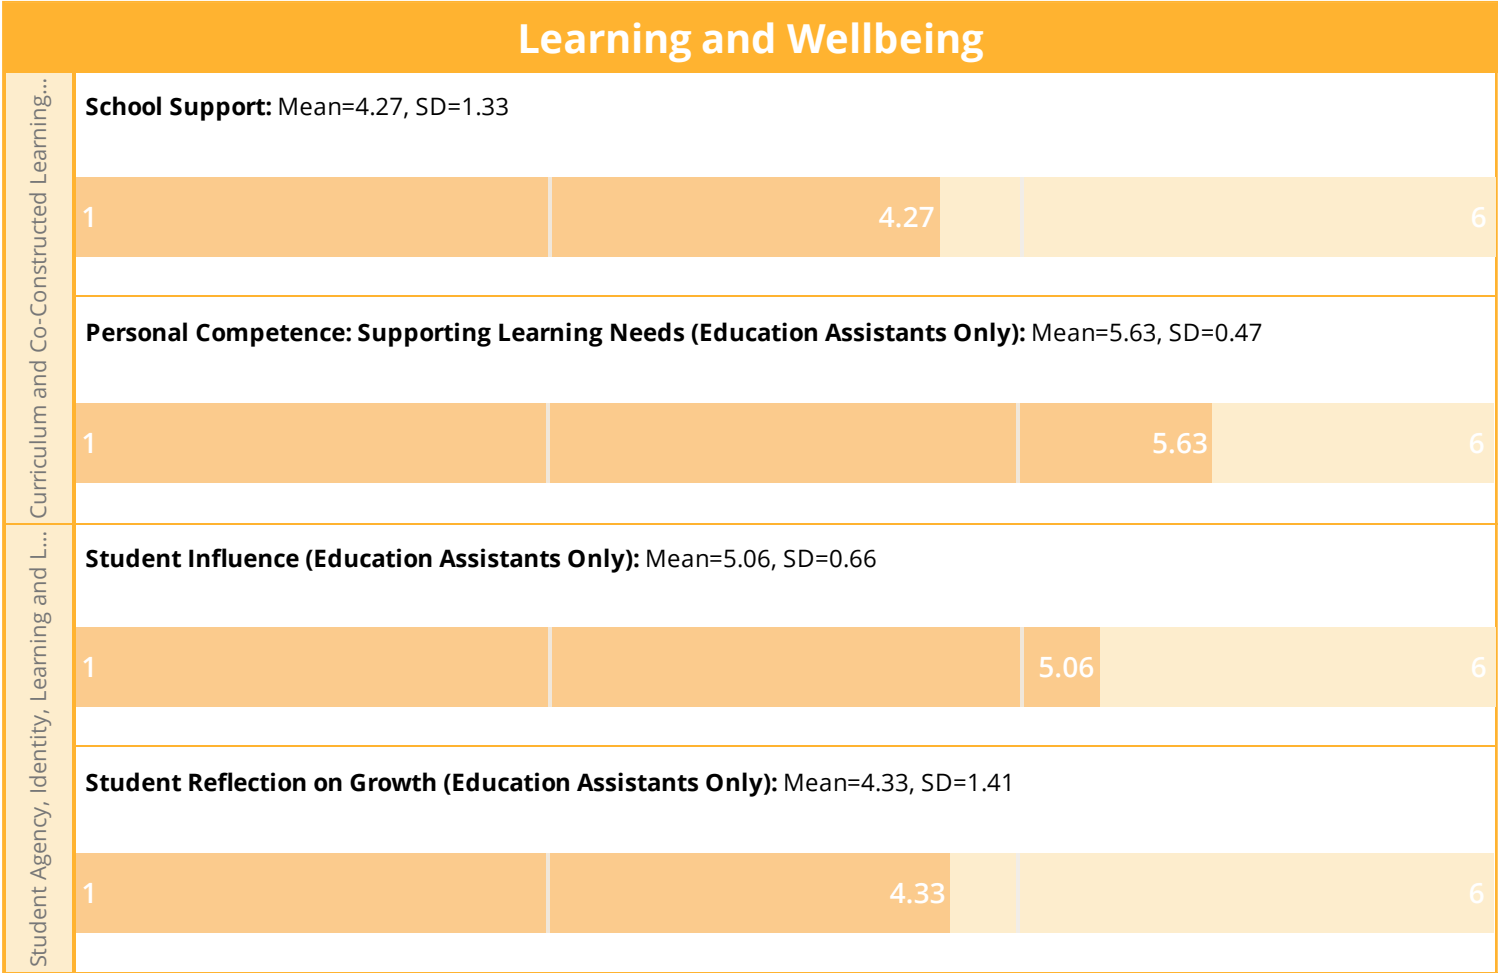 Learning and Wellbeing
Curriculum and Co-Constructed Learning...
School Support: Mean=4.27, SD=1.33
1 4.27 6
Personal Competence: Supporting Learning Needs (Education Assistants Only): Mean=5.63, SD=0.47
1 5.63 6
Student Agency, Identity, Learning and L...
Student Influence (Education Assistants Only): Mean=5.06, SD=0.66
1 5.06 6
Student Reflection on Growth (Education Assistants Only): Mean=4.33, SD=1.41
1 4.33 6